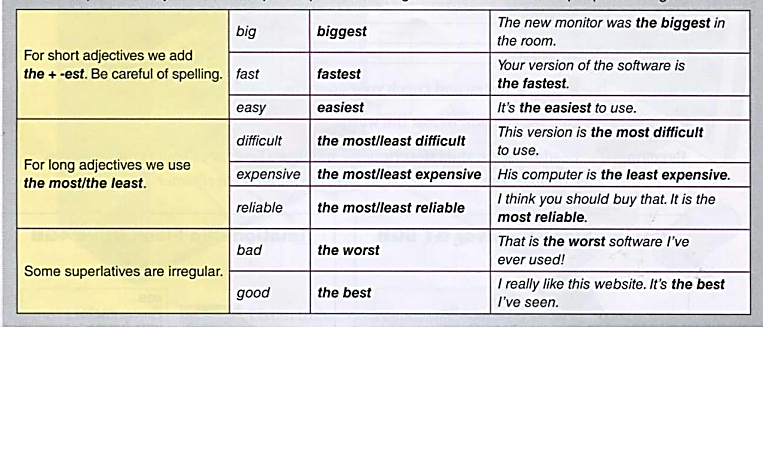 For short adjectives we add
the + -est. Be careful of spelling.
big
biggest
The new monitor was the biggest in
the room.
fast
fastest
Your version of the software is
the fastest.
easy
easiest
It's the easiest to use.
For long adjectives we use
the most/the least.
difficult
the most/least difficult
This version is the most difficult
to use.
expensive
the most/least expensive
His computer is the least expensive.
reliable
the most/least reliable
I think you should buy that. It is the
most reliable.
Some superlatives are irregular.
bad
the worst
That is the worst software I've
ever used!
good
the best
I really like this website. It's the best
I've seen.